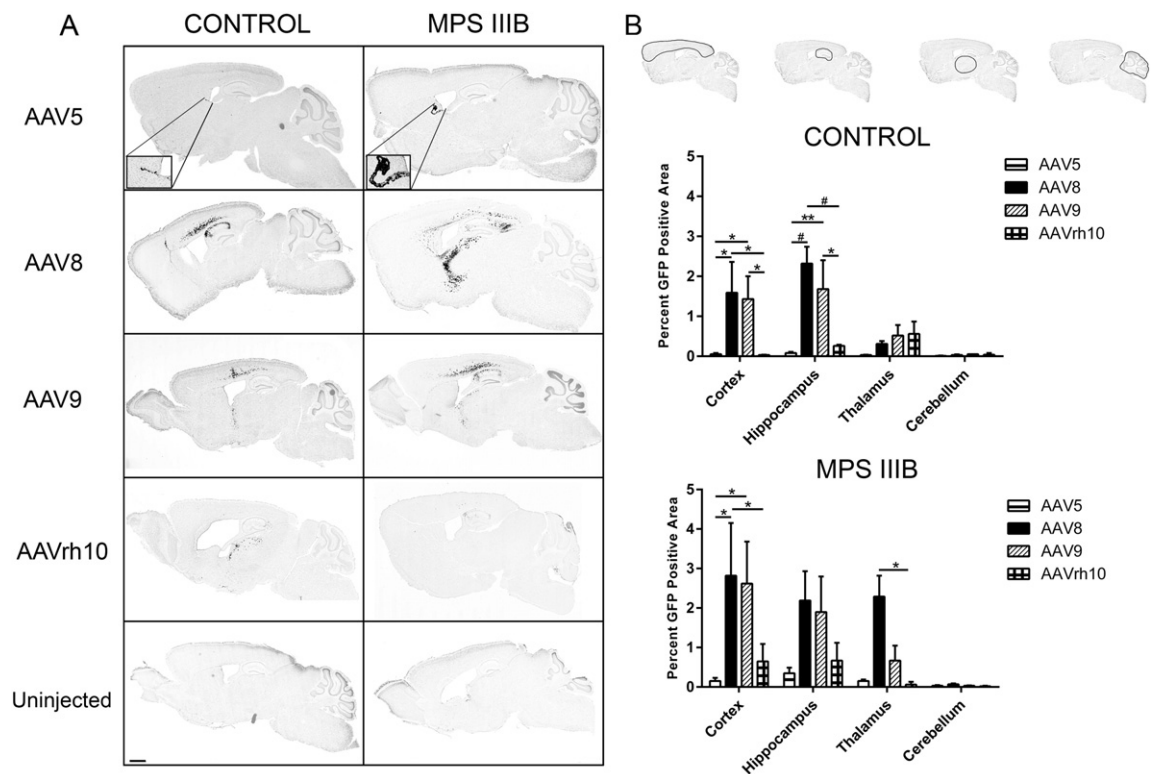 A
CONTROL
MPS IIIB
AAV5
AAV8
AAV9
AAVrh10
Uninjected
B
CONTROL
Percent GFP Positive Area
5
4
3
2
1
0
* * * *
# ** # *
Cortex
Hippocampus
Thalamus
Cerebellum
AAV5
AAV8
AAV9
AAVrh10
MPS IIIB
Percent GFP Positive Area
5
4
3
2
1
0
* * *
*
Cortex
Hippocampus
Thalamus
Cerebellum
AAV5
AAV8
AAV9
AAVrh10